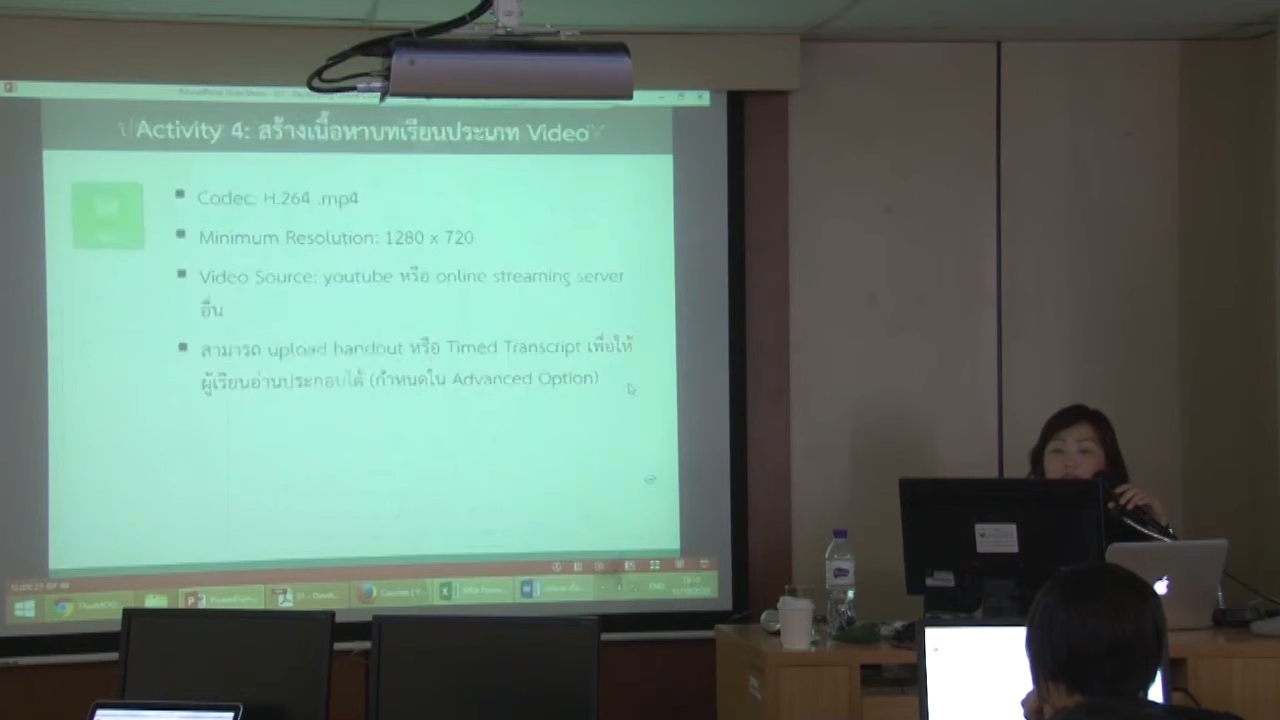 Activity 4: สร้างเนื้อหาบทเรียนประเภท Video
Codec: H.264 .mp4
Minimum Resolution: 1280 x 720
Video Source: youtube หรือ online streaming server
อื่น
สามารถ upload handout หรือ Timed Transcript เพื่อให้
ผู้เรียนอ่านประกอบได้ (กำหนดใน Advanced Option)
ThaiMOO
ENG